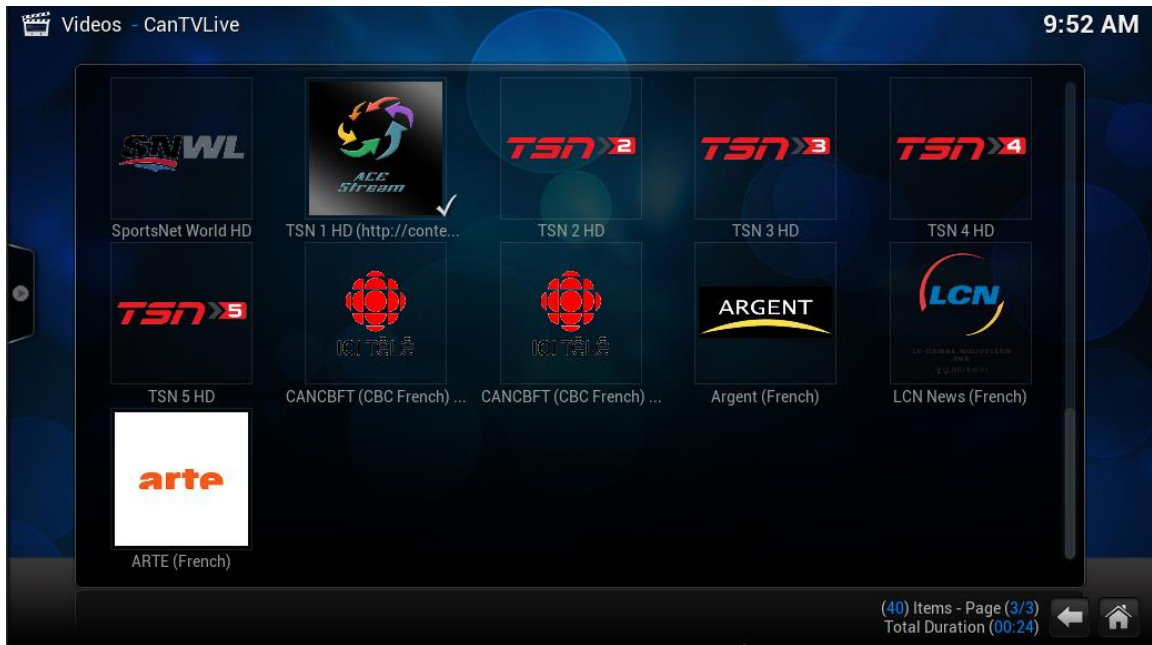 Videos - CanTVLive
9:52 AM
SNWL
ACE
Stream
TSN 2
TSN 3
TSN 4
SportsNet World HD
TSN 1 HD (http://conte...
TSN 2 HD
TSN 3 HD
TSN 4 HD
TSN 5
ICI TÉLÉ
ICI TÉLÉ
ARGENT
LCN
TSN 5 HD
CANCBFT (CBC French) ...
CANCBFT (CBC French) ...
Argent (French)
LCN News (French)
arte
ARTE (French)
(40) Items - Page (3/3)
Total Duration (00:24)